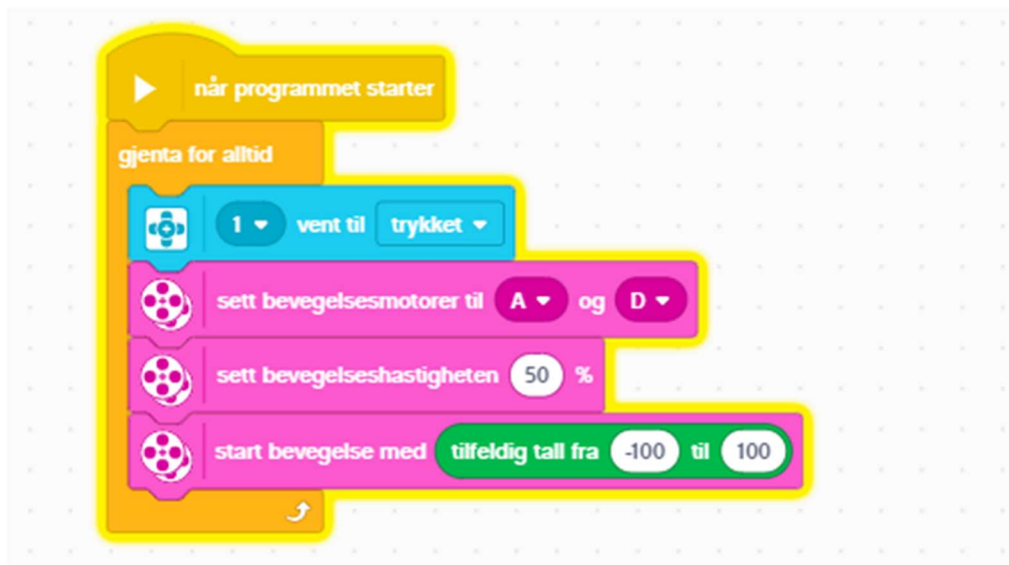 når programmet starter
gjenta for alltid
1 vent til trykket
sett bevegelsesmotorer til A og D
sett bevegelseshastigheten 50 %
start bevegelse med tilfeldig tall fra -100 til 100